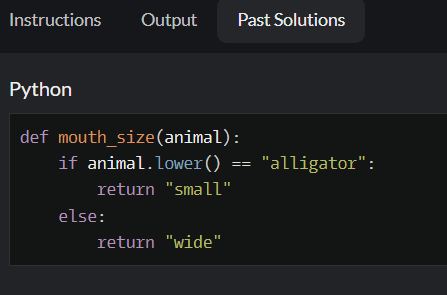 Instructions Output Past Solutions
Python
def mouth_size(animal):
    if animal.lower() == "alligator":
        return "small"
    else:
        return "wide"